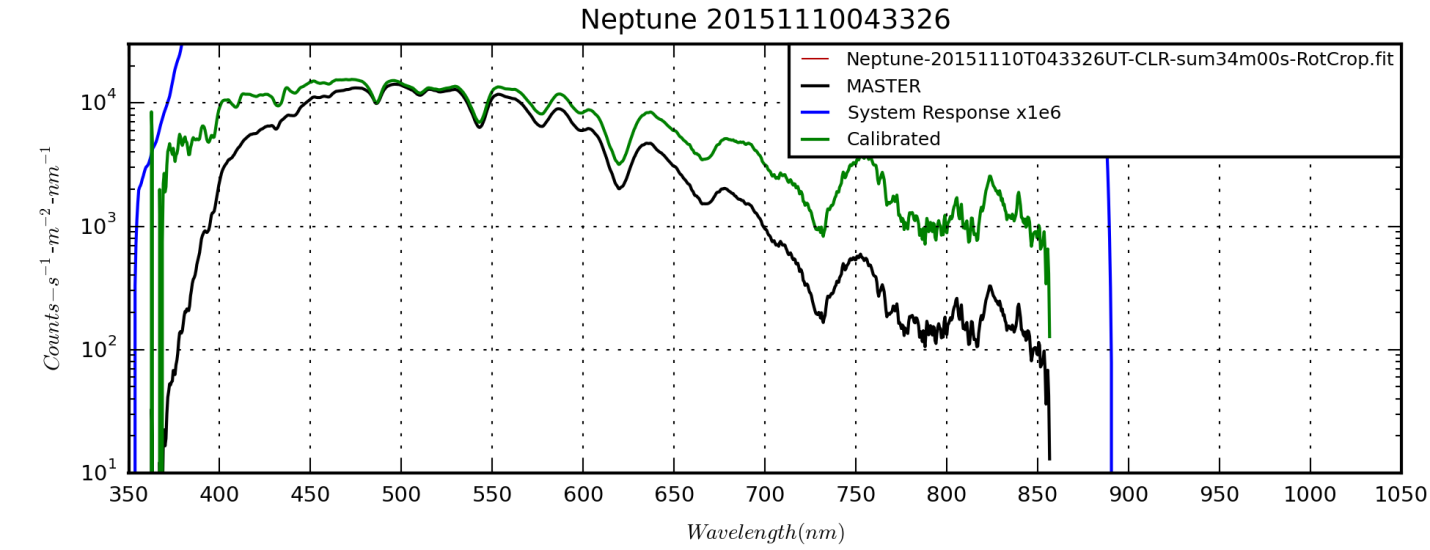 Neptune 20151110043326
Neptune-20151110T043326UT-CLR-sum34m00s-RotCrop.fit
MASTER
System Response x1e6
Calibrated
10^4
10^3
10^2
10^1
Counts−s^−1-m^−2-nm^−1
350 400 450 500 550 600 650 700 750 800 850 900 950 1000 1050
Wavelength(nm)